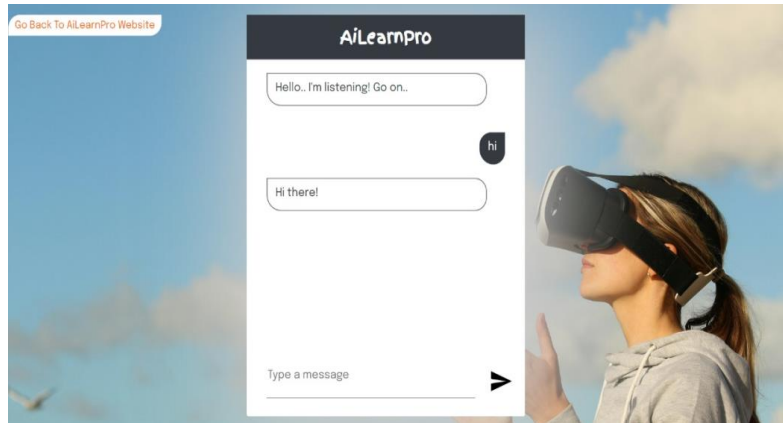 Go Back To AiLearnPro Website
AiLearnPro
Hello.. I'm listening! Go on..
hi
Hi there!
Type a message